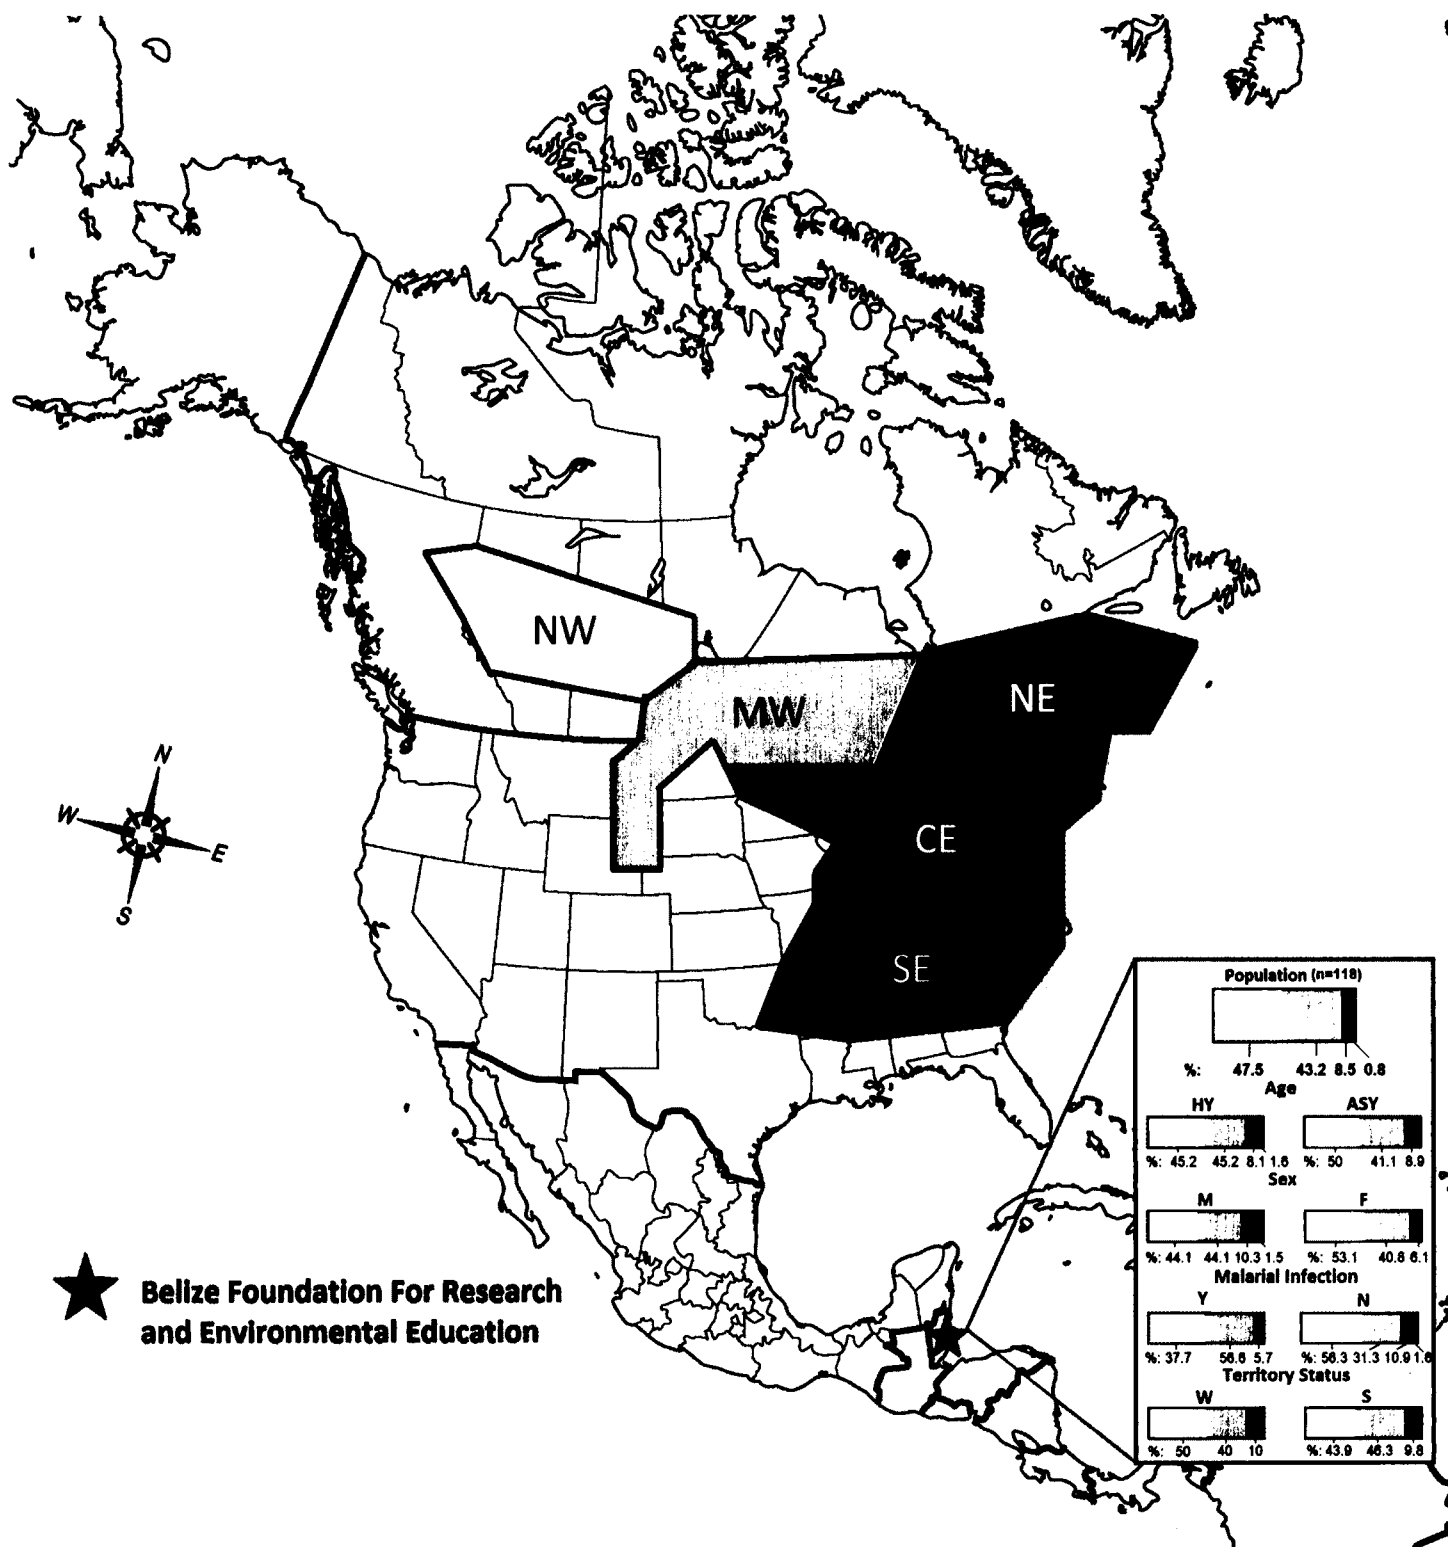 NW
MW
NE
CE
SE
N
W
E
S
Belize Foundation For Research
and Environmental Education
Population (n=118)
%: 47.5 43.2 8.5 0.8
Age
HY ASY
%: 45.2 45.2 8.1 1.6 %: 50 41.1 8.9
Sex
M F
%: 44.1 44.1 10.3 1.5 %: 53.1 40.8 6.1
Malarial Infection
Y N
%: 37.7 56.6 5.7 %: 56.3 31.3 10.9 1.6
Territory Status
W S
%: 50 40 10 %: 43.9 46.3 9.8